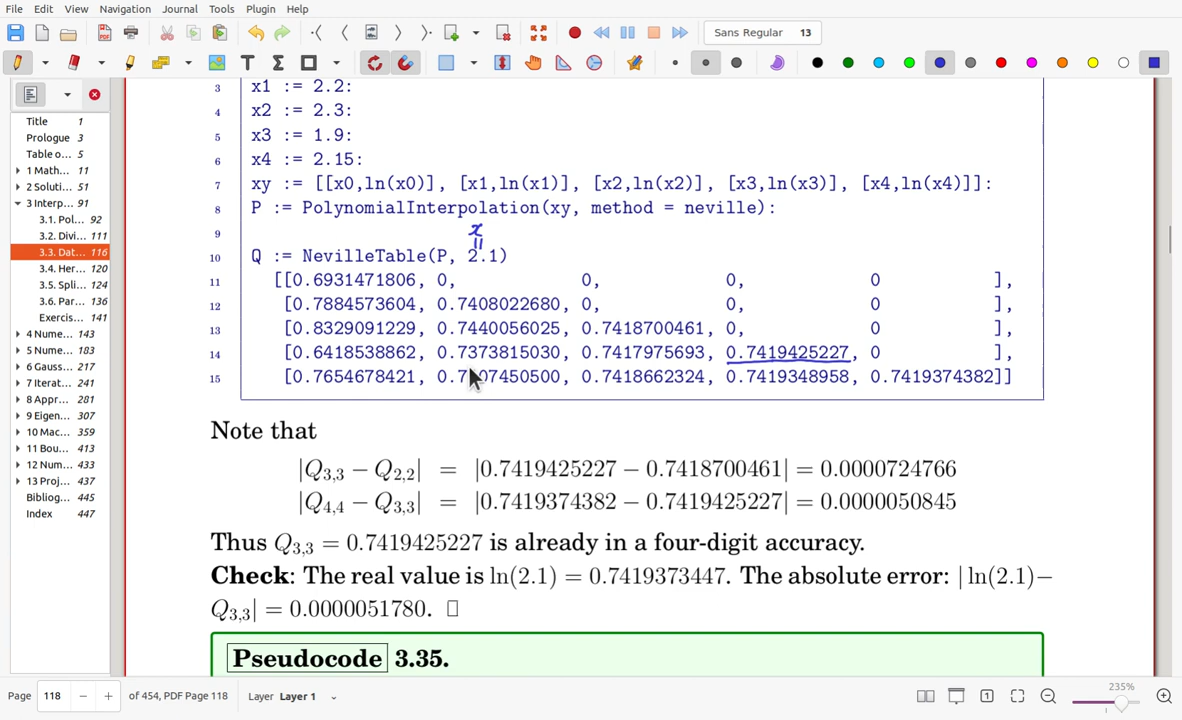 File Edit View Navigation Journal Tools Plugin Help
Sans Regular 13
Title 1
Prologue 3
Table o... 5
1 Math... 11
2 Soluti... 51
3 Interp... 91
3.1. Pol... 92
3.2. Divi... 111
3.3. Dat... 116
3.4. Her... 120
3.5. Spli... 124
3.6. Par... 136
Exercis... 141
4 Nume... 143
5 Nume... 183
6 Gauss... 217
7 Iterat... 241
8 Appr... 281
9 Eigen... 307
10 Mac... 359
11 Bou... 413
12 Num... 433
13 Proj... 437
Bibliog... 445
Index 447
3 x1 := 2.2:
4 x2 := 2.3:
5 x3 := 1.9:
6 x4 := 2.15:
7 xy := [[x0,ln(x0)], [x1,ln(x1)], [x2,ln(x2)], [x3,ln(x3)], [x4,ln(x4)]]:
8 P := PolynomialInterpolation(xy, method = neville):
9
x
10 Q := NevilleTable(P, 2.1)
11 [[0.6931471806, 0, 0, 0, 0 ],
12 [0.7884573604, 0.7408022680, 0, 0, 0 ],
13 [0.8329091229, 0.7440056025, 0.7418700461, 0, 0 ],
14 [0.6418538862, 0.7373815030, 0.7417975693, 0.7419425227, 0 ],
15 [0.7654678421, 0.7407450500, 0.7418662324, 0.7419348958, 0.7419374382]]
Note that
|Q3,3 − Q2,2| = |0.7419425227 − 0.7418700461| = 0.0000724766
|Q4,4 − Q3,3| = |0.7419374382 − 0.7419425227| = 0.0000050845
Thus Q3,3 = 0.7419425227 is already in a four-digit accuracy.
Check: The real value is ln(2.1) = 0.7419373447. The absolute error: | ln(2.1)−
Q3,3| = 0.0000051780. □
Pseudocode 3.35.
Page 118 of 454, PDF Page 118 Layer Layer 1 235%